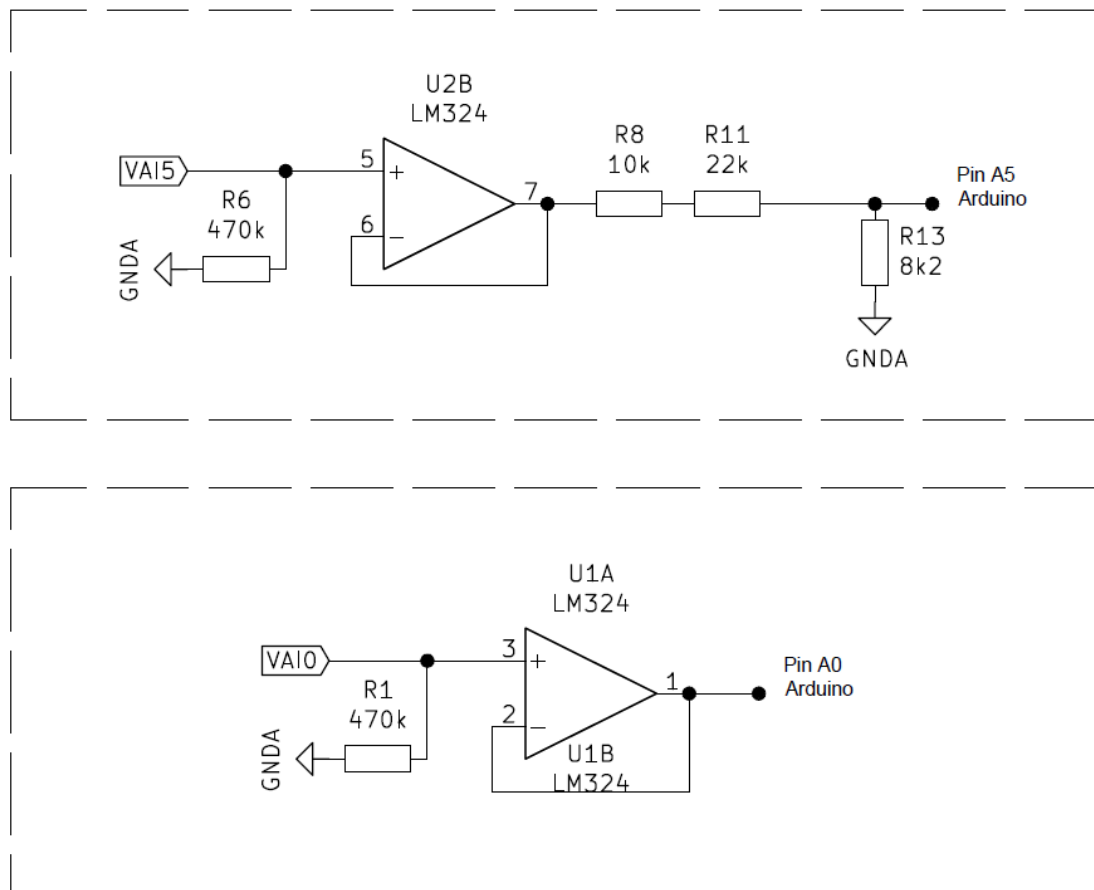 U2B
LM324
VAI5
5
+
7
R8
10k
R11
22k
Pin A5
Arduino
R6
470k
6
−
R13
8k2
GNDA
GNDA
U1A
LM324
VAI0
3
+
1
Pin A0
Arduino
R1
470k
2
−
GNDA
U1B
LM324